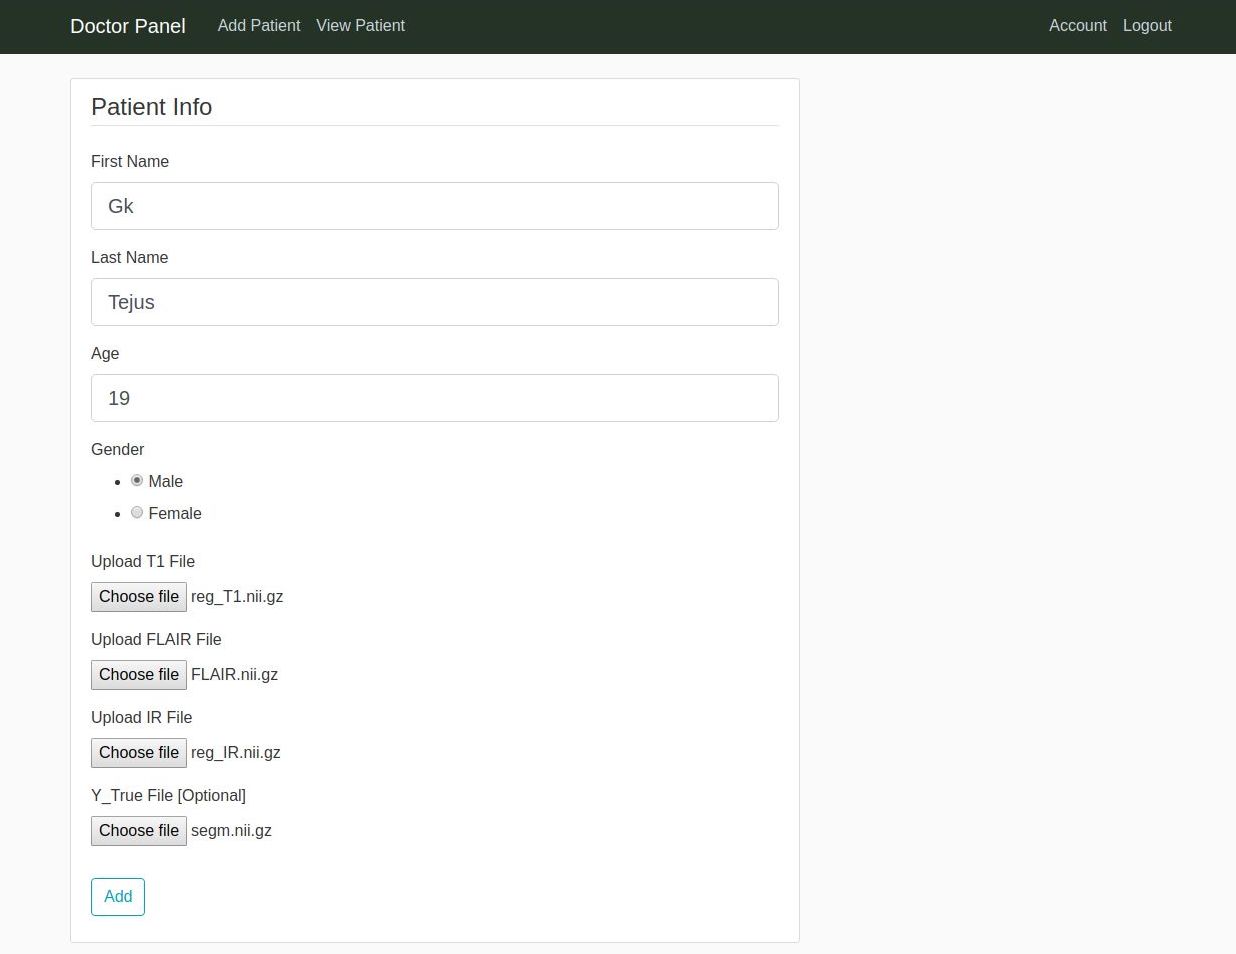 Doctor Panel Add Patient View Patient Account Logout
Patient Info
First Name
Gk
Last Name
Tejus
Age
19
Gender
Male
Female
Upload T1 File
Choose file reg_T1.nii.gz
Upload FLAIR File
Choose file FLAIR.nii.gz
Upload IR File
Choose file reg_IR.nii.gz
Y_True File [Optional]
Choose file segm.nii.gz
Add